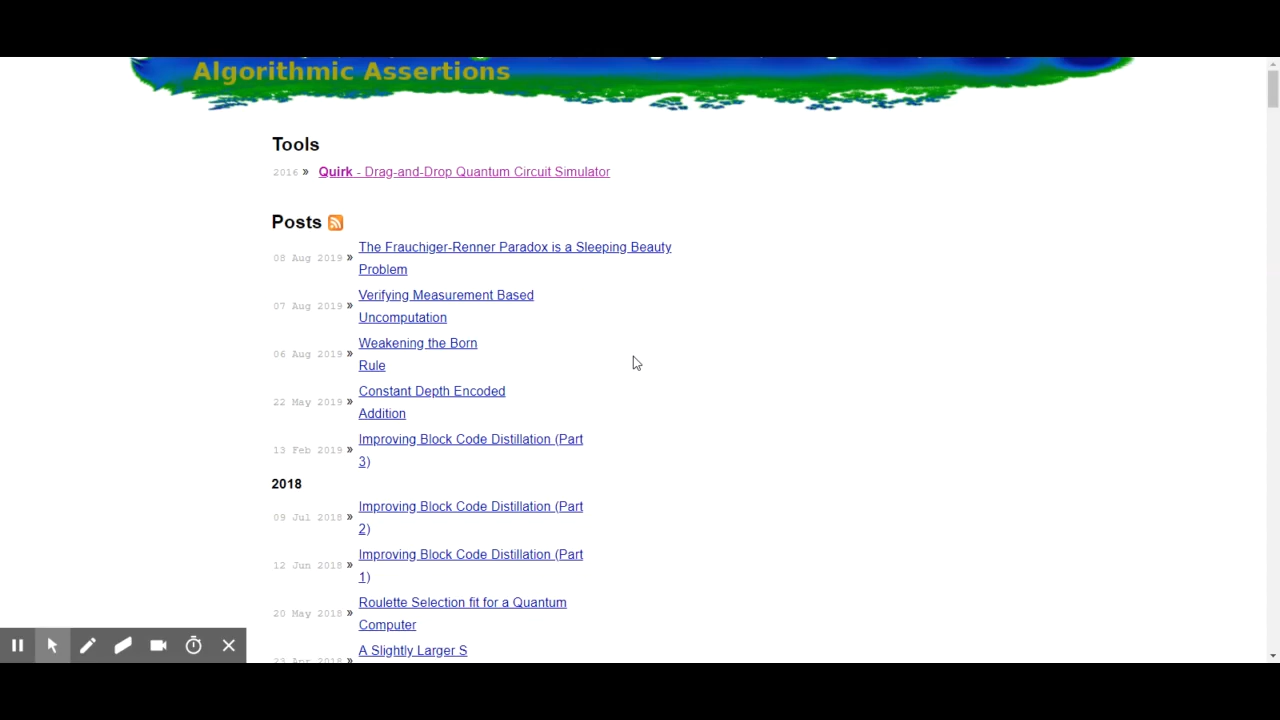 Algorithmic Assertions
Tools
2016 » Quirk - Drag-and-Drop Quantum Circuit Simulator
Posts
08 Aug 2019 » The Frauchiger-Renner Paradox is a Sleeping Beauty
Problem
07 Aug 2019 » Verifying Measurement Based
Uncomputation
06 Aug 2019 » Weakening the Born
Rule
22 May 2019 » Constant Depth Encoded
Addition
13 Feb 2019 » Improving Block Code Distillation (Part
3)
2018
09 Jul 2018 » Improving Block Code Distillation (Part
2)
12 Jun 2018 » Improving Block Code Distillation (Part
1)
20 May 2018 » Roulette Selection fit for a Quantum
Computer
23 Apr 2018 » A Slightly Larger S